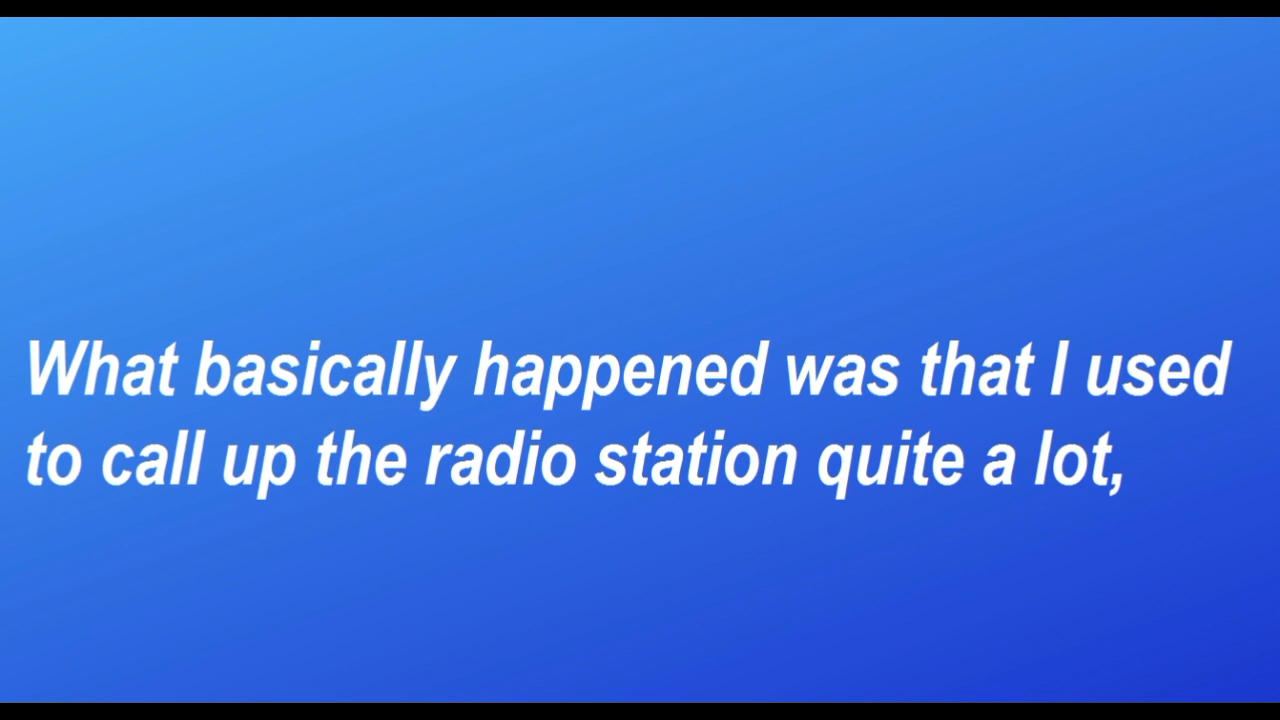 What basically happened was that I used
to call up the radio station quite a lot,